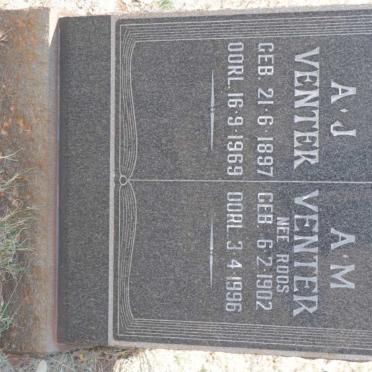 A·J
VENTER
GEB. 21·6·1897
OORL. 16·9·1969
A·M
VENTER
NEE ROOS
GEB. 6·2·1902
OORL. 3·4·1996